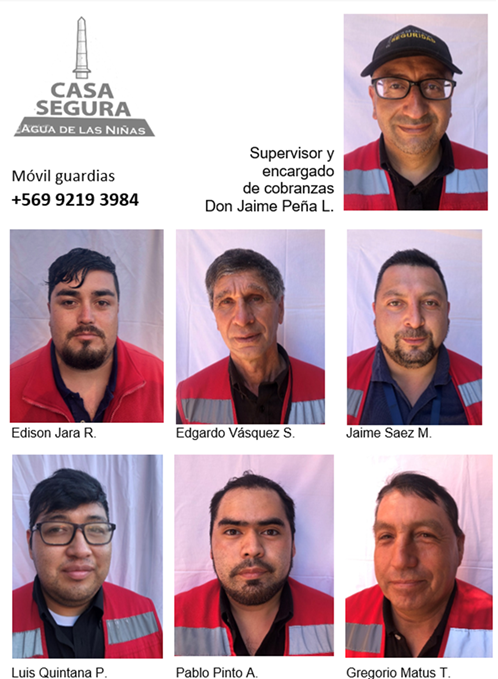 CASA
SEGURA
AGUA DE LAS NIÑAS
Móvil guardias
+569 9219 3984
SEGURIDAD
Supervisor y
encargado
de cobranzas
Don Jaime Peña L.
Edison Jara R.
Edgardo Vásquez S.
Jaime Saez M.
Luis Quintana P.
Pablo Pinto A.
Gregorio Matus T.